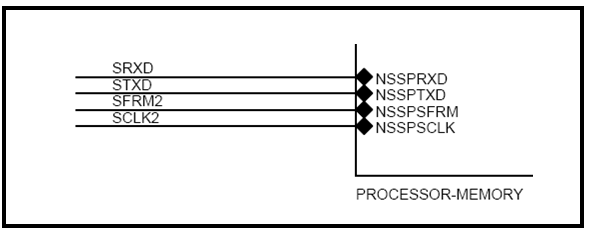 SRXD
NSSPRXD
STXD
NSSPTXD
SFRM2
NSSPSFRM
SCLK2
NSSPSCLK
PROCESSOR-MEMORY